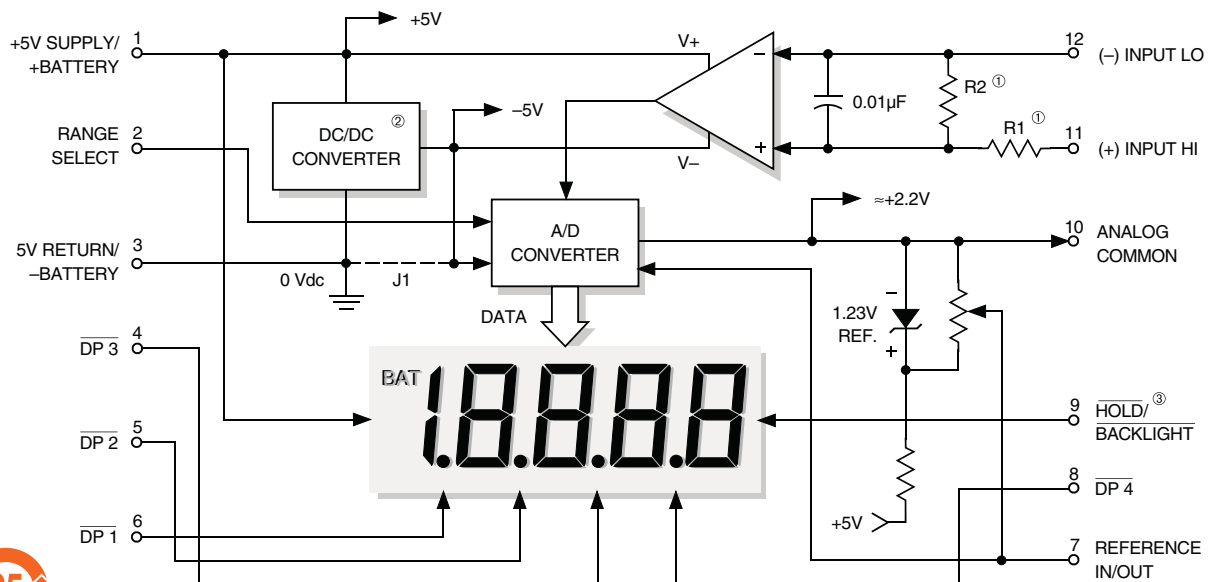 +5V
+5V SUPPLY/
+BATTERY
1
V+
–
12
(–) INPUT LO
R2 ①
0.01µF
–5V
DC/DC ②
CONVERTER
RANGE
SELECT
2
R1 ①
11
(+) INPUT HI
+
V–
≈+2.2V
A/D
CONVERTER
10
ANALOG
COMMON
5V RETURN/
–BATTERY
3
0 Vdc
J1
–
1.23V
REF.
+
DATA
4
DP 3
BAT
1.8.8.8.8
9
HOLD/ ③
BACKLIGHT
5
DP 2
8
DP 4
6
DP 1
+5V
7
REFERENCE
IN/OUT